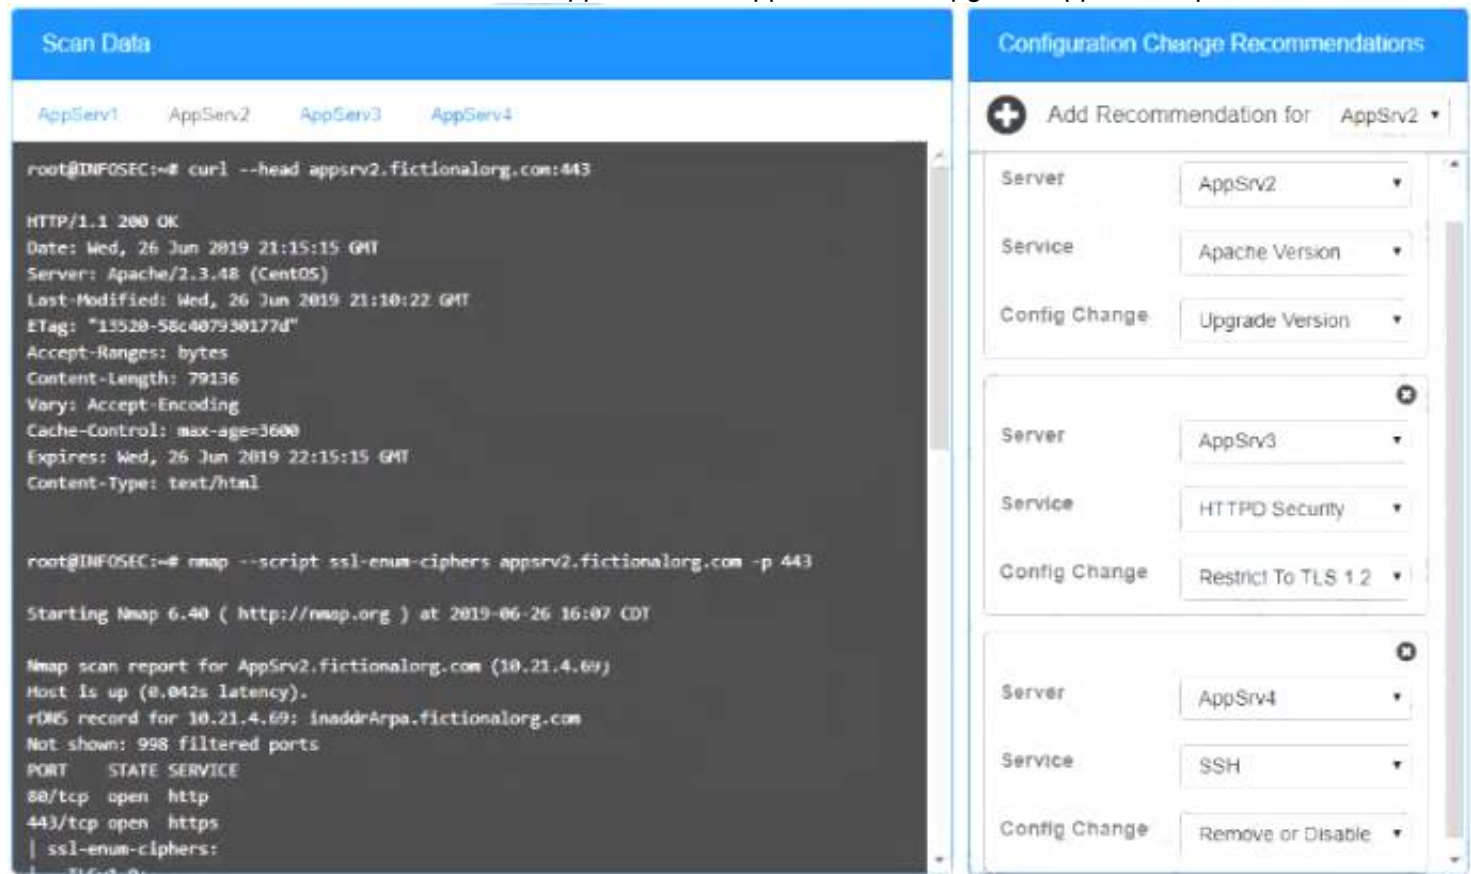 Scan Data
AppServ1 AppServ2 AppServ3 AppServ4
root@INFOSEC:~# curl --head appsrv2.fictionalorg.com:443
HTTP/1.1 200 OK
Date: Wed, 26 Jun 2019 21:15:15 GMT
Server: Apache/2.3.48 (CentOS)
Last-Modified: Wed, 26 Jun 2019 21:10:22 GMT
ETag: "13520-58c407930177d"
Accept-Ranges: bytes
Content-Length: 79136
Vary: Accept-Encoding
Cache-Control: max-age=3600
Expires: Wed, 26 Jun 2019 22:15:15 GMT
Content-Type: text/html
root@INFOSEC:~# nmap --script ssl-enum-ciphers appsrv2.fictionalorg.com -p 443
Starting Nmap 6.40 ( http://nmap.org ) at 2019-06-26 16:07 CDT
Nmap scan report for AppSrv2.fictionalorg.com (10.21.4.69)
Host is up (0.042s latency).
rDNS record for 10.21.4.69: inaddrArpa.fictionalorg.com
Not shown: 998 filtered ports
PORT STATE SERVICE
80/tcp open http
443/tcp open https
| ssl-enum-ciphers:
Configuration Change Recommendations
Add Recommendation for AppSrv2
Server AppSrv2
Service Apache Version
Config Change Upgrade Version
Server AppSrv3
Service HTTPD Security
Config Change Restrict To TLS 1.2
Server AppSrv4
Service SSH
Config Change Remove or Disable